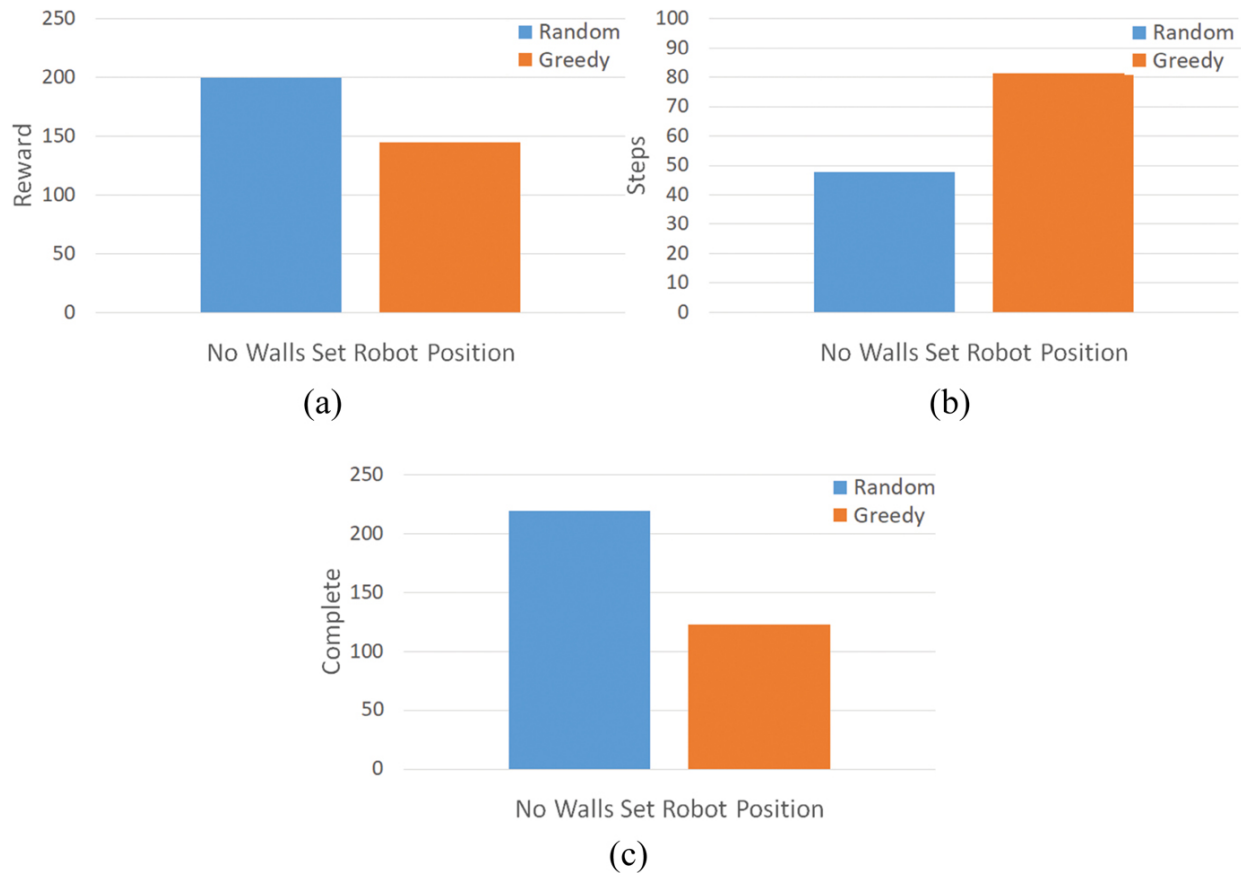 250
200
150
100
50
0
Reward
Random
Greedy
No Walls Set Robot Position
(a)
100
90
80
70
60
50
40
30
20
10
0
Steps
Random
Greedy
No Walls Set Robot Position
(b)
250
200
150
100
50
0
Complete
Random
Greedy
No Walls Set Robot Position
(c)